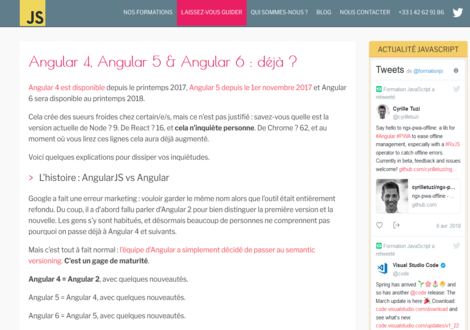 JS
NOS FORMATIONS
LAISSEZ-VOUS GUIDER
QUI SOMMES-NOUS ?
BLOG
NOUS CONTACTER
+33 1 42 62 91 86
Angular 4, Angular 5 & Angular 6 : déjà ?
Angular 4 est disponible depuis le printemps 2017, Angular 5 depuis le 1er novembre 2017 et Angular
6 sera disponible au printemps 2018.
Cela crée des sueurs froides chez certain/e/s, mais ce n'est pas justifié : savez-vous quelle est la
version actuelle de Node ? 9. De React ? 16, et cela n'inquiète personne. De Chrome ? 62, et au
moment où vous lirez ces lignes cela aura déjà augmenté.
Voici quelques explications pour dissiper vos inquiétudes.
> L'histoire : AngularJS vs Angular
Google a fait une erreur marketing : vouloir garder le même nom alors que l'outil était entièrement
refondu. Du coup, il a d'abord fallu parler d'Angular 2 pour bien distinguer la première version et la
nouvelle. Les gens s'y sont habitués, et désormais beaucoup de personnes ne comprennent pas
pourquoi on passe déjà à Angular 4 et suivants.
Mais c'est tout à fait normal : l'équipe d'Angular a simplement décidé de passer au semantic
versioning. C'est un gage de maturité.
Angular 4 = Angular 2, avec quelques nouveautés.
Angular 5 = Angular 4, avec quelques nouveautés.
Angular 6 = Angular 5, avec quelques nouveautés.
ACTUALITÉ JAVASCRIPT
Tweets de @formationjs
Formation JavaScript a
retweeté
Cyrille Tuzi
@cyrilletuzi
Say hello to ngx-pwa-offline: a lib for
#Angular #PWA to ease offline
management, especially with a #RxJS
operator to catch offline errors.
Currently in beta, feedback and issues
welcome! github.com/cyrilletuzi/ng...
cyrilletuzi/ngx-p...
ngx-pwa-offline - ...
github.com
6 avr. 2018
Formation JavaScript a
retweeté
Visual Studio Code
@code
Spring has arrived and
so has another @code release: The
March update is here Download:
code.visualstudio.com/download and
see what's new:
code.visualstudio.com/updates/v1_22